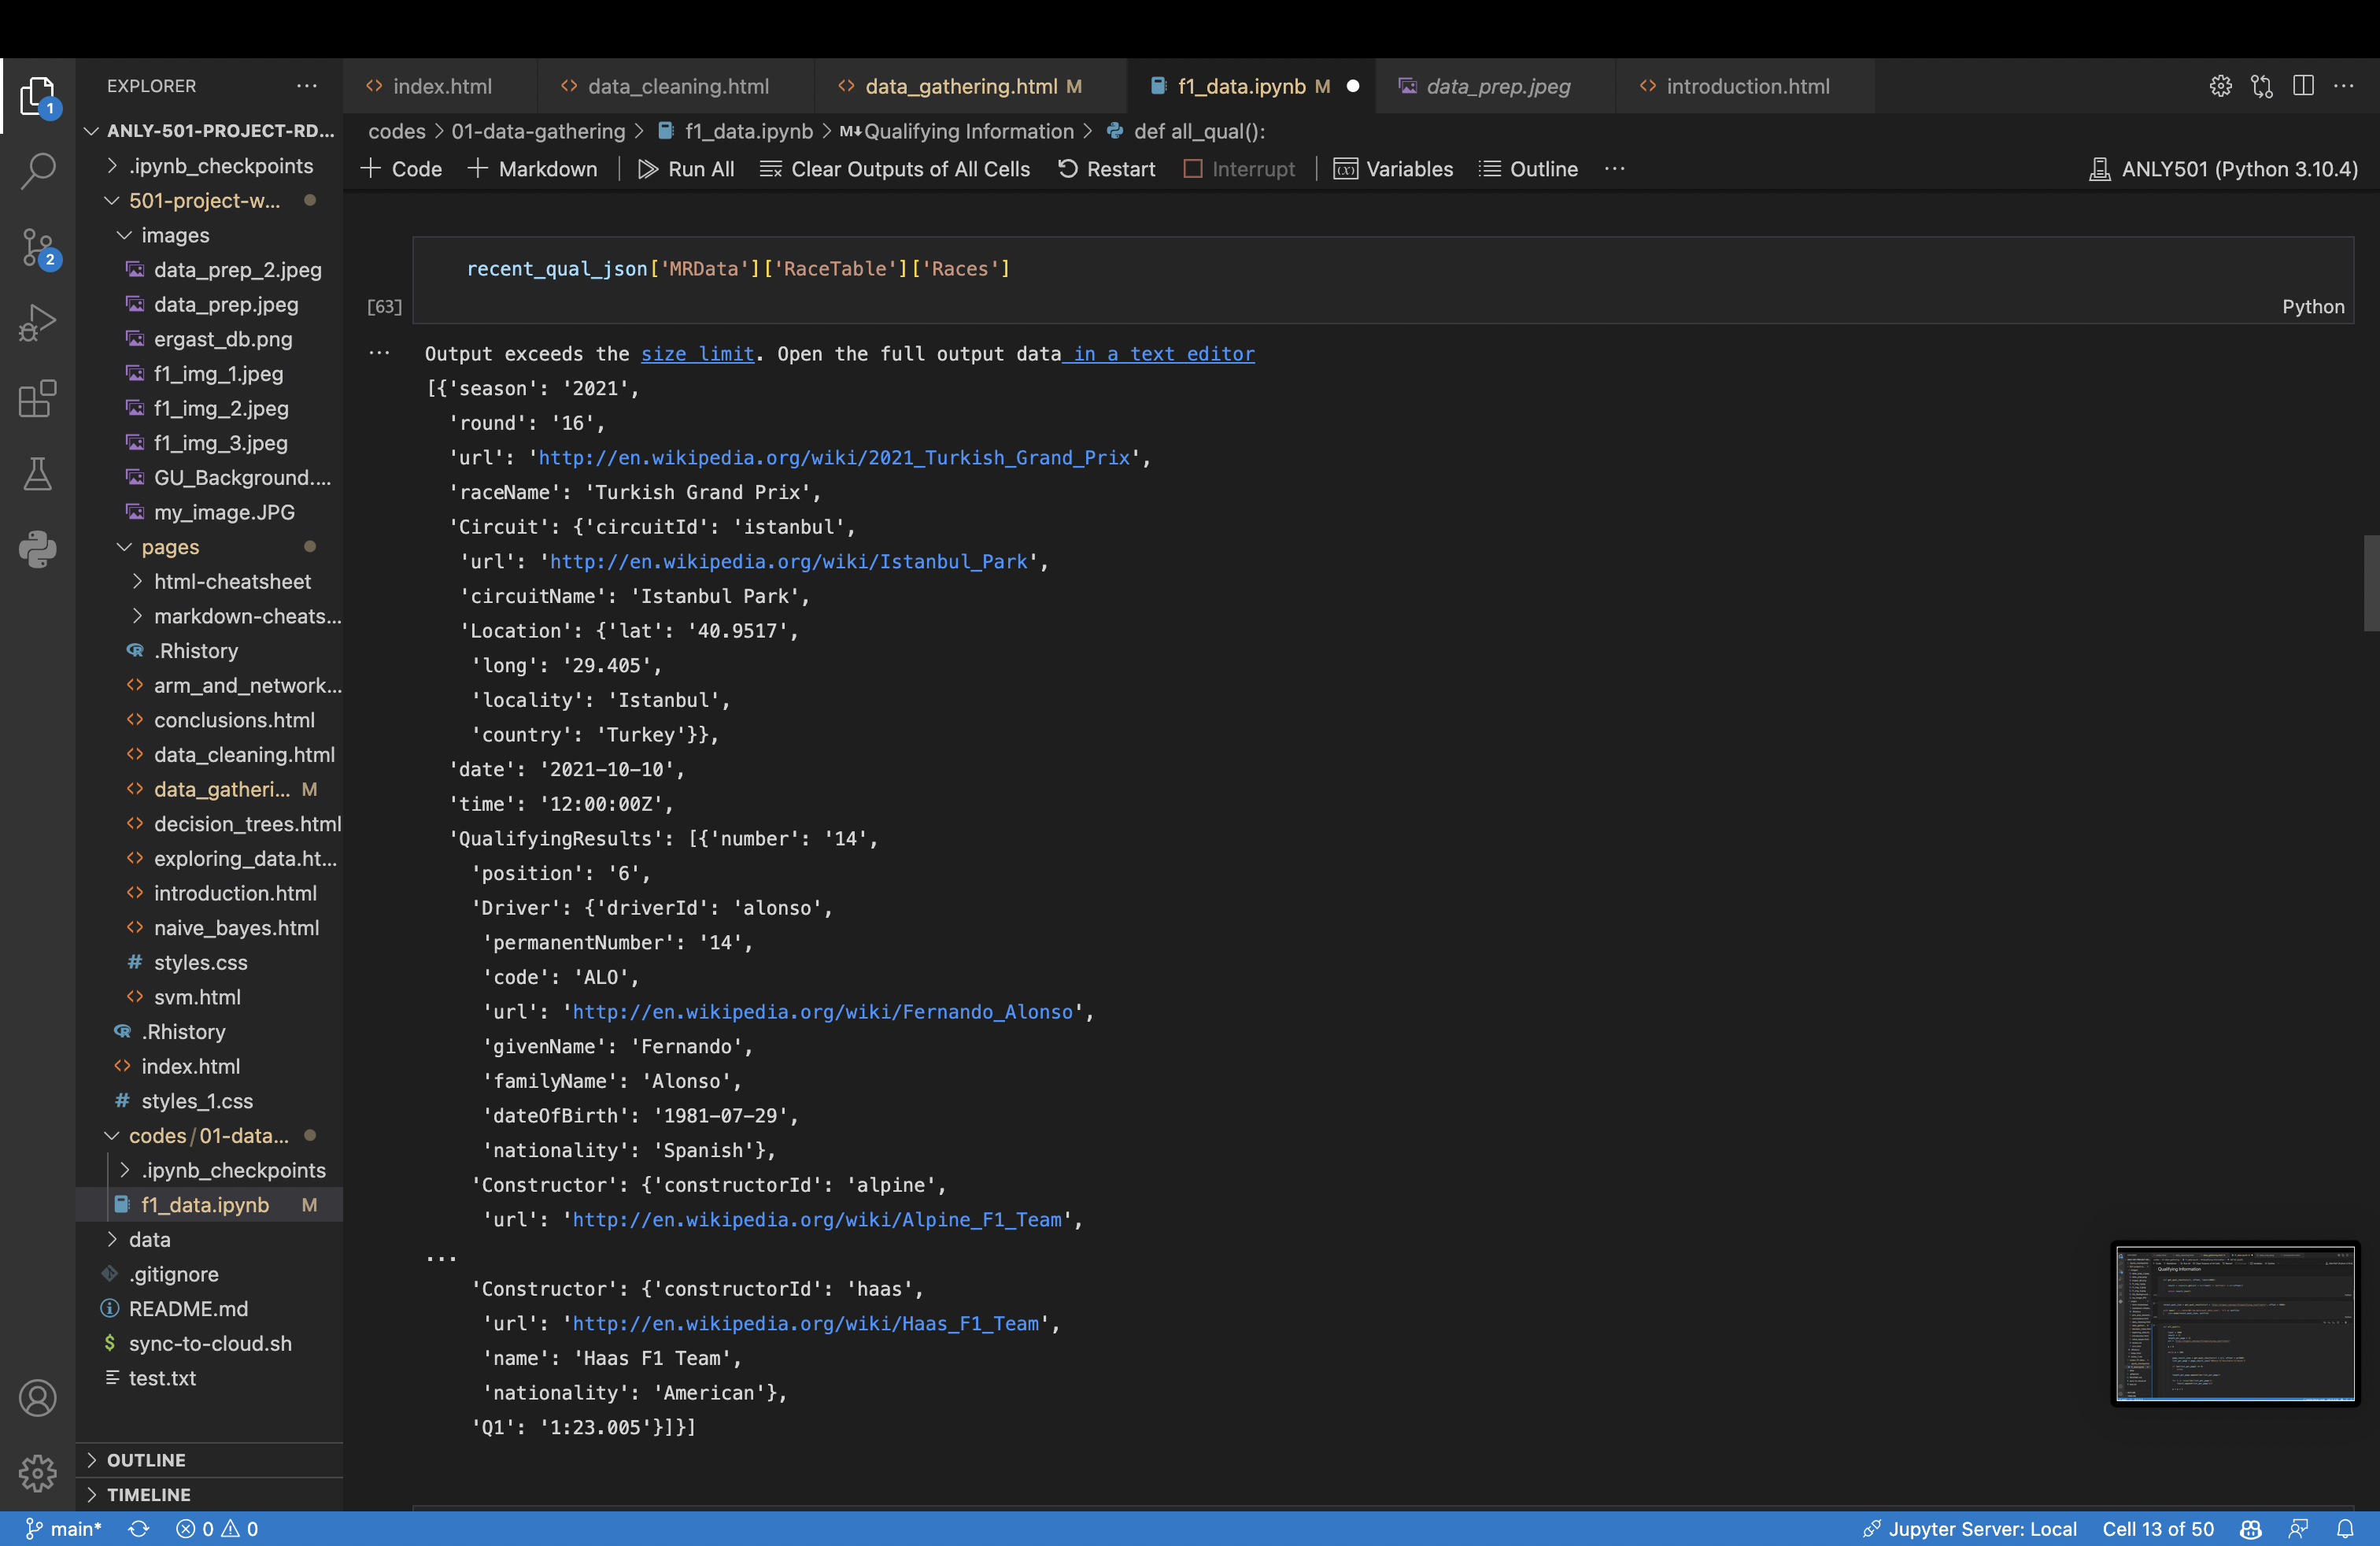 EXPLORER
ANLY-501-PROJECT-RD...
.ipynb_checkpoints
501-project-w...
images
data_prep_2.jpeg
data_prep.jpeg
ergast_db.png
f1_img_1.jpeg
f1_img_2.jpeg
f1_img_3.jpeg
GU_Background....
my_image.JPG
pages
html-cheatsheet
markdown-cheats...
.Rhistory
arm_and_network...
conclusions.html
data_cleaning.html
data_gatheri... M
decision_trees.html
exploring_data.ht...
introduction.html
naive_bayes.html
styles.css
svm.html
.Rhistory
index.html
styles_1.css
codes/01-data...
.ipynb_checkpoints
f1_data.ipynb M
data
.gitignore
README.md
sync-to-cloud.sh
test.txt
OUTLINE
TIMELINE
1
2
index.html data_cleaning.html data_gathering.html M f1_data.ipynb M data_prep.jpeg introduction.html
codes > 01-data-gathering > f1_data.ipynb > M↓Qualifying Information > def all_qual():
+ Code + Markdown | Run All Clear Outputs of All Cells Restart Interrupt | Variables Outline ... ANLY501 (Python 3.10.4)
recent_qual_json['MRData']['RaceTable']['Races']
[63]
Python
... Output exceeds the size limit. Open the full output data in a text editor
[{'season': '2021',
'round': '16',
'url': 'http://en.wikipedia.org/wiki/2021_Turkish_Grand_Prix',
'raceName': 'Turkish Grand Prix',
'Circuit': {'circuitId': 'istanbul',
'url': 'http://en.wikipedia.org/wiki/Istanbul_Park',
'circuitName': 'Istanbul Park',
'Location': {'lat': '40.9517',
'long': '29.405',
'locality': 'Istanbul',
'country': 'Turkey'}},
'date': '2021-10-10',
'time': '12:00:00Z',
'QualifyingResults': [{'number': '14',
'position': '6',
'Driver': {'driverId': 'alonso',
'permanentNumber': '14',
'code': 'ALO',
'url': 'http://en.wikipedia.org/wiki/Fernando_Alonso',
'givenName': 'Fernando',
'familyName': 'Alonso',
'dateOfBirth': '1981-07-29',
'nationality': 'Spanish'},
'Constructor': {'constructorId': 'alpine',
'url': 'http://en.wikipedia.org/wiki/Alpine_F1_Team',
...
'Constructor': {'constructorId': 'haas',
'url': 'http://en.wikipedia.org/wiki/Haas_F1_Team',
'name': 'Haas F1 Team',
'nationality': 'American'},
'Q1': '1:23.005'}]}]
main* 0 0 Jupyter Server: Local Cell 13 of 50